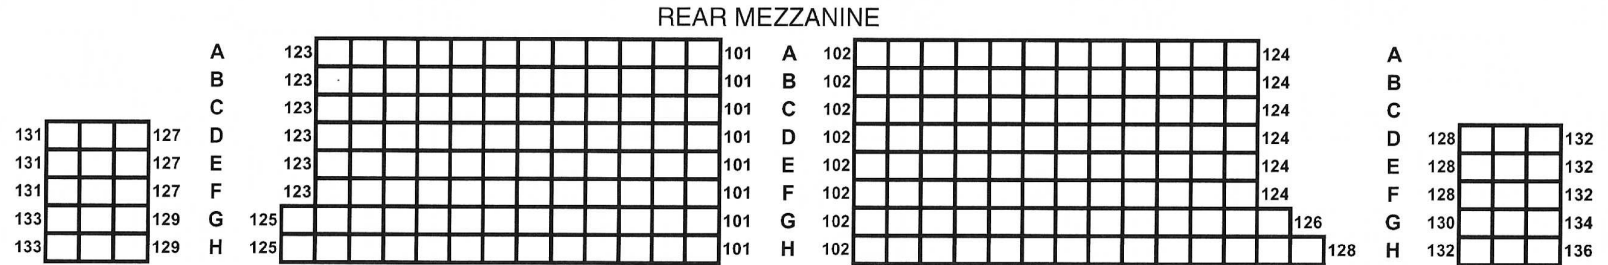 REAR MEZZANINE
A 123 101 A 102 124 A
B 123 101 B 102 124 B
C 123 101 C 102 124 C
131 127 D 123 101 D 102 124 D 128 132
131 127 E 123 101 E 102 124 E 128 132
131 127 F 123 101 F 102 124 F 128 132
133 129 G 125 101 G 102 126 G 130 134
133 129 H 125 101 H 102 128 H 132 136